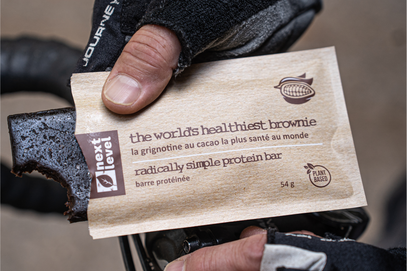 JOURNEY
next
level
the world's healthiest brownie
la grignotine au cacao la plus santé au monde
radically simple protein bar
barre protéinée
54 g
PLANT
BASED